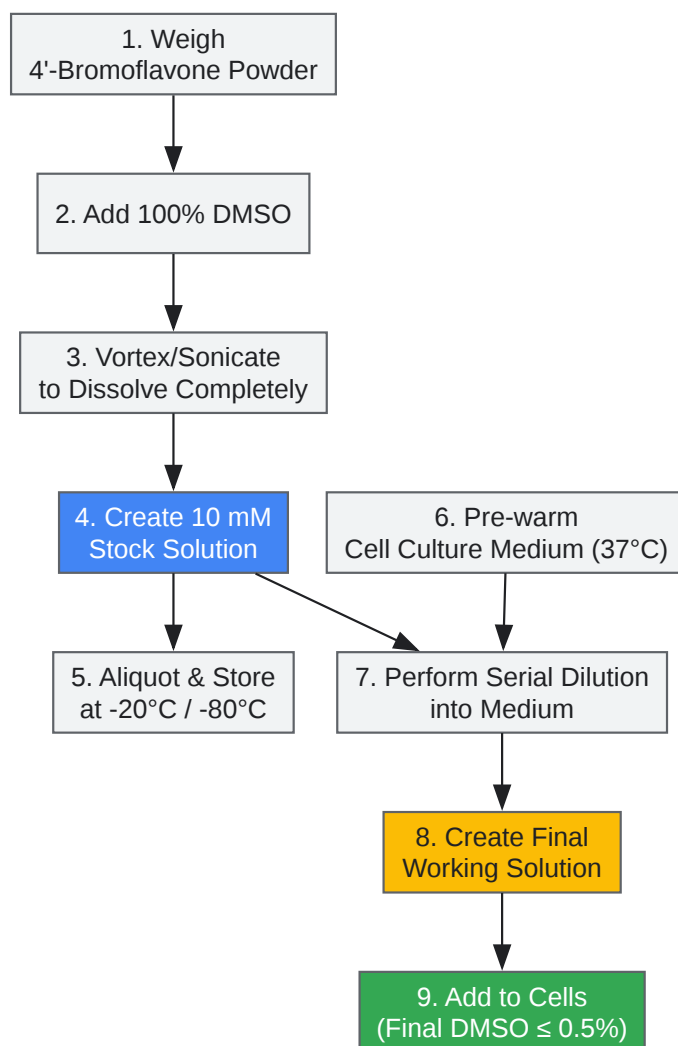 1. Weigh
4'-Bromoflavone Powder
2. Add 100% DMSO
3. Vortex/Sonicate
to Dissolve Completely
4. Create 10 mM
Stock Solution
6. Pre-warm
Cell Culture Medium (37°C)
5. Aliquot & Store
at -20°C / -80°C
7. Perform Serial Dilution
into Medium
8. Create Final
Working Solution
9. Add to Cells
(Final DMSO ≤ 0.5%)